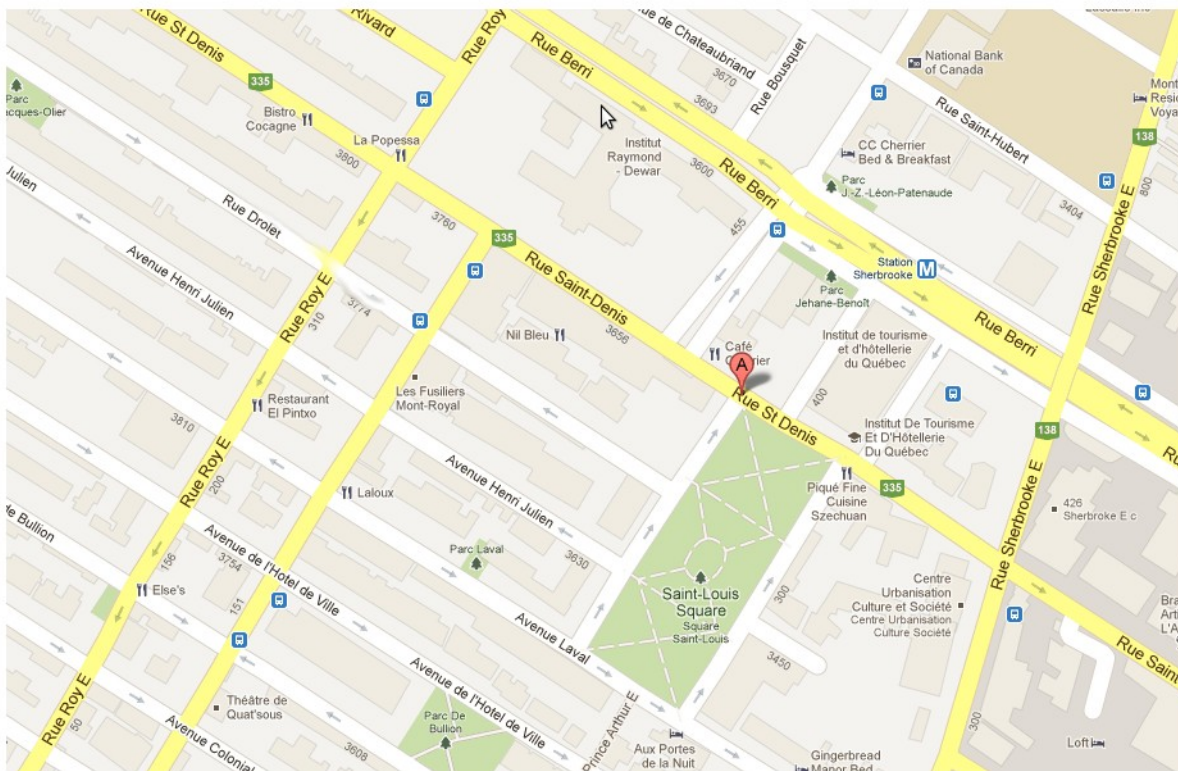 Rue St Denis
Rivard
Rue Roy
Rue Berri
ue de Chateaubriand
3670
3693
Rue Bousquet
National Bank
of Canada
Rue Saint-Hubert
Mont
Resi
Voya
138
Parc
acques-Olier
335
Bistro
Cocagne
La Popessa
3800
Institut
Raymond
- Dewar
3600
Rue Berri
CC Cherrier
Bed & Breakfast
Parc
J.-Z.-Léon-Patenaude
3404
800
Rue Sherbrooke E
Julien
Rue Drolet
3760
335
455
Rue Saint-Denis
Station
Sherbrooke
M
Avenue Henri Julien
Rue Roy E
310
3774
Parc
Jehane-Benoît
Rue Berri
Nil Bleu
3656
Café
A
Institut de tourisme
et d'hôtellerie
du Québec
Les Fusiliers
Mont-Royal
Restaurant
El Pintxo
3810
Rue St Denis
400
Institut De Tourisme
Et D'Hôtellerie
Du Québec
138
Rue Roy E
200
Avenue Henri Julien
Laloux
Piqué Fine
Cuisine
Szechuan
335
426
Sherbroke E c
Rue Sherbrooke E
de Bullion
156
3754
151
Avenue de l'Hotel de Ville
Parc Laval
3630
Else's
Saint-Louis
Square
Square
Saint-Louis
300
Centre
Urbanisation
Culture et Société
Centre Urbanisation
Culture Société
Bra
Arti
L'A
Avenue Laval
3450
Rue Saint
Rue Roy E
50
Théâtre de
Quat'sous
Avenue de l'Hotel de Ville
Parc De
Bullion
Prince Arthur E
Avenue Colonial
3608
Aux Portes
de la Nuit
Gingerbread
Manor Bed -
300
Loft